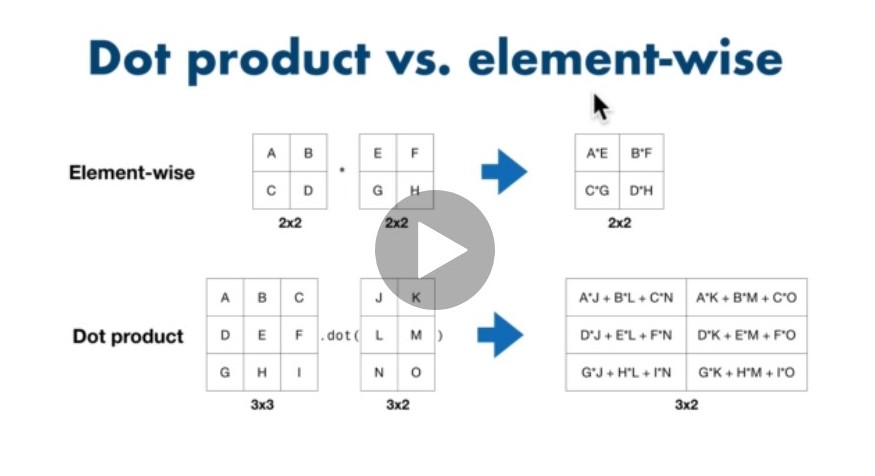 Dot product vs. element-wise
Element-wise
A B
C D
2x2
*
E F
G H
2x2
A*E B*F
C*G D*H
2x2
Dot product
A B C
D E F
G H I
3x3
.dot(
J K
L M
N O
)
3x2
A*J + B*L + C*N A*K + B*M + C*O
D*J + E*L + F*N D*K + E*M + F*O
G*J + H*L + I*N G*K + H*M + I*O
3x2